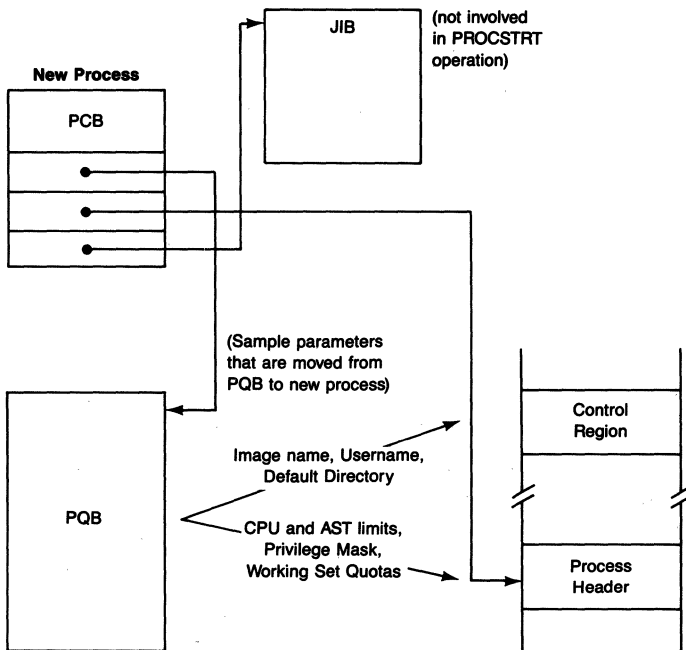 JIB
(not involved
in PROCSTRT
operation)
New Process
PCB
(Sample parameters
that are moved from
PQB to new process)
Control
Region
Image name, Username,
Default Directory
PQB
CPU and AST limits,
Privilege Mask,
Working Set Quotas
Process
Header